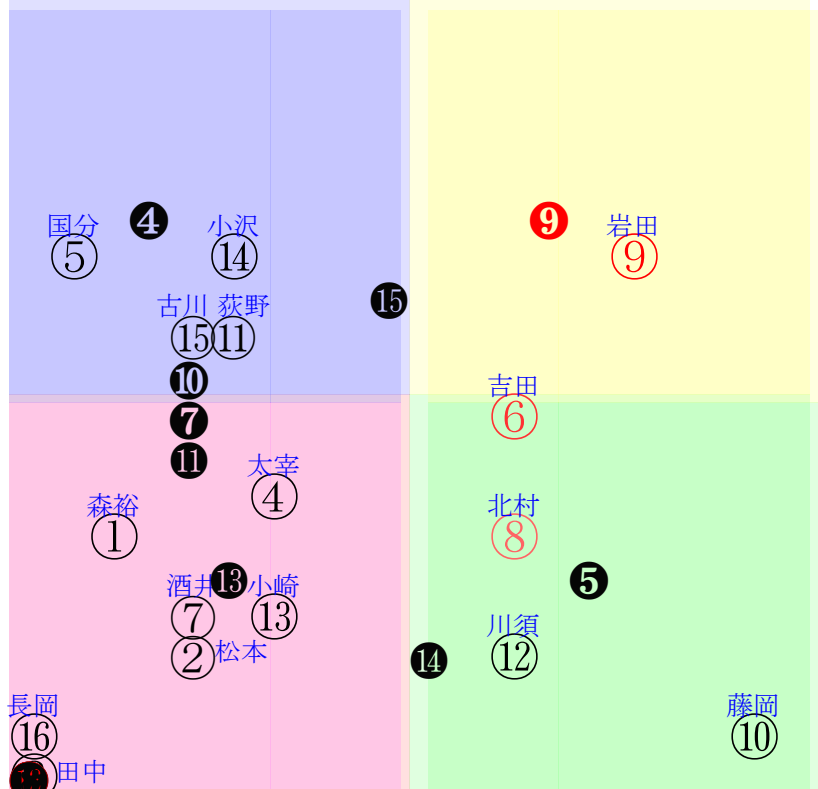 国分 ❹ 小沢 ❾ 岩田
⑤ ⑭ ⑨
古川 荻野 ⓯
⑮ ⑪
❿ 吉田
❼ ⑥
⓫ 太宰
④
森裕 北村
① ⑧
酒井 ⓭ 小崎 ❺
⑦ ⑬ 川須
② 松本 ⓮ ⑫
長岡 藤岡
⑯ ⑩
田中